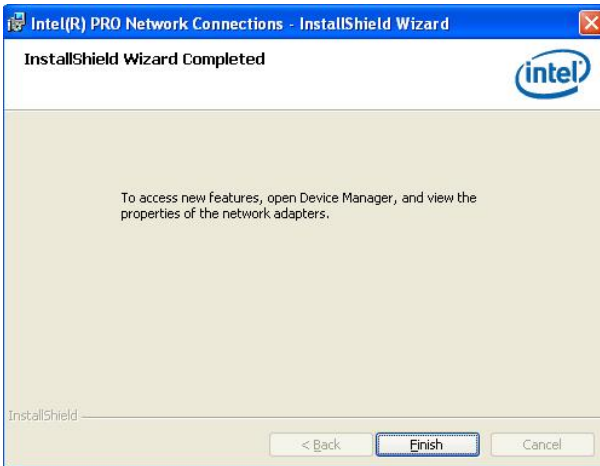 Intel(R) PRO Network Connections - InstallShield Wizard
InstallShield Wizard Completed
intel
To access new features, open Device Manager, and view the
properties of the network adapters.
InstallShield
< Back
Finish
Cancel